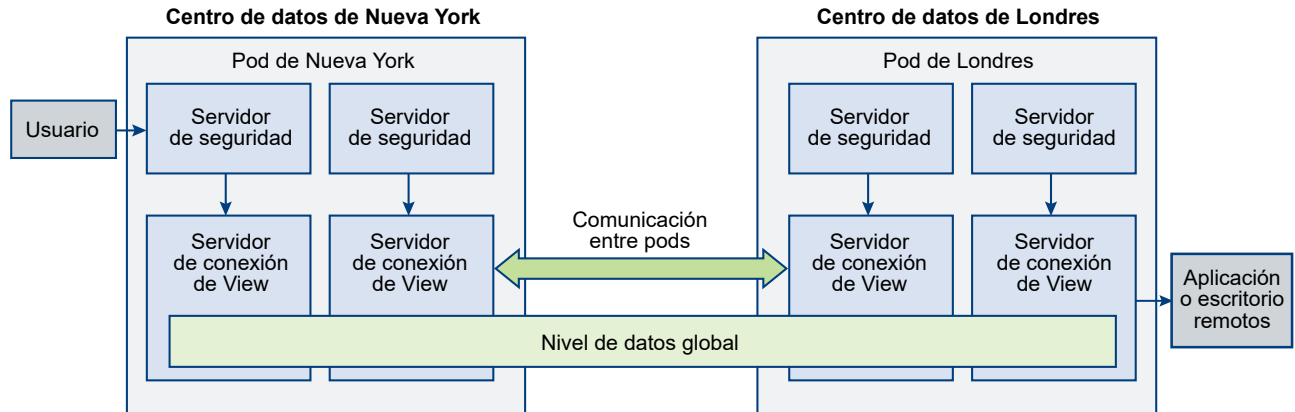 Centro de datos de Nueva York
Centro de datos de Londres
Pod de Nueva York
Pod de Londres
Usuario
Servidor
de seguridad
Servidor
de seguridad
Servidor
de seguridad
Servidor
de seguridad
Servidor
de conexión
de View
Servidor
de conexión
de View
Comunicación
entre pods
Servidor
de conexión
de View
Servidor
de conexión
de View
Aplicación
o escritorio
remotos
Nivel de datos global